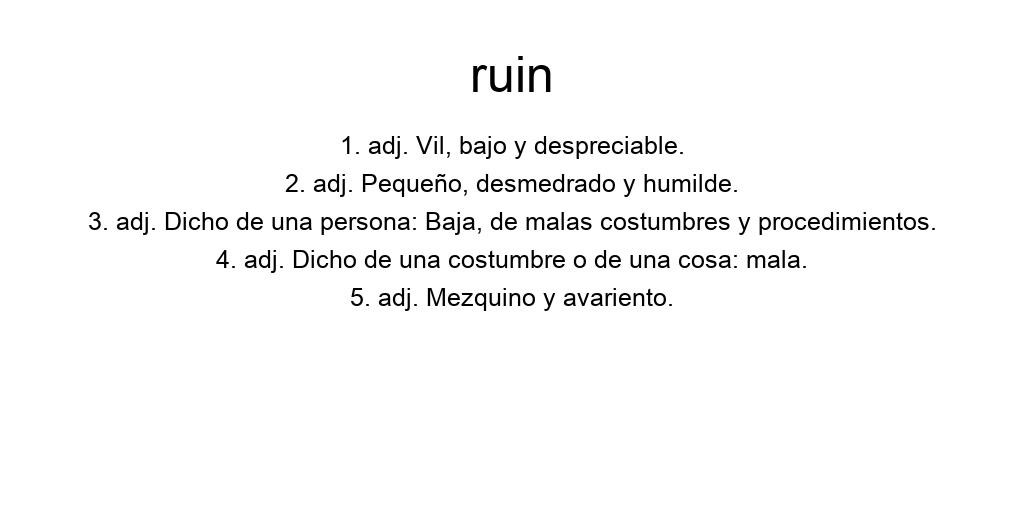 ruin
1. adj. Vil, bajo y despreciable.
2. adj. Pequeño, desmedrado y humilde.
3. adj. Dicho de una persona: Baja, de malas costumbres y procedimientos.
4. adj. Dicho de una costumbre o de una cosa: mala.
5. adj. Mezquino y avariento.